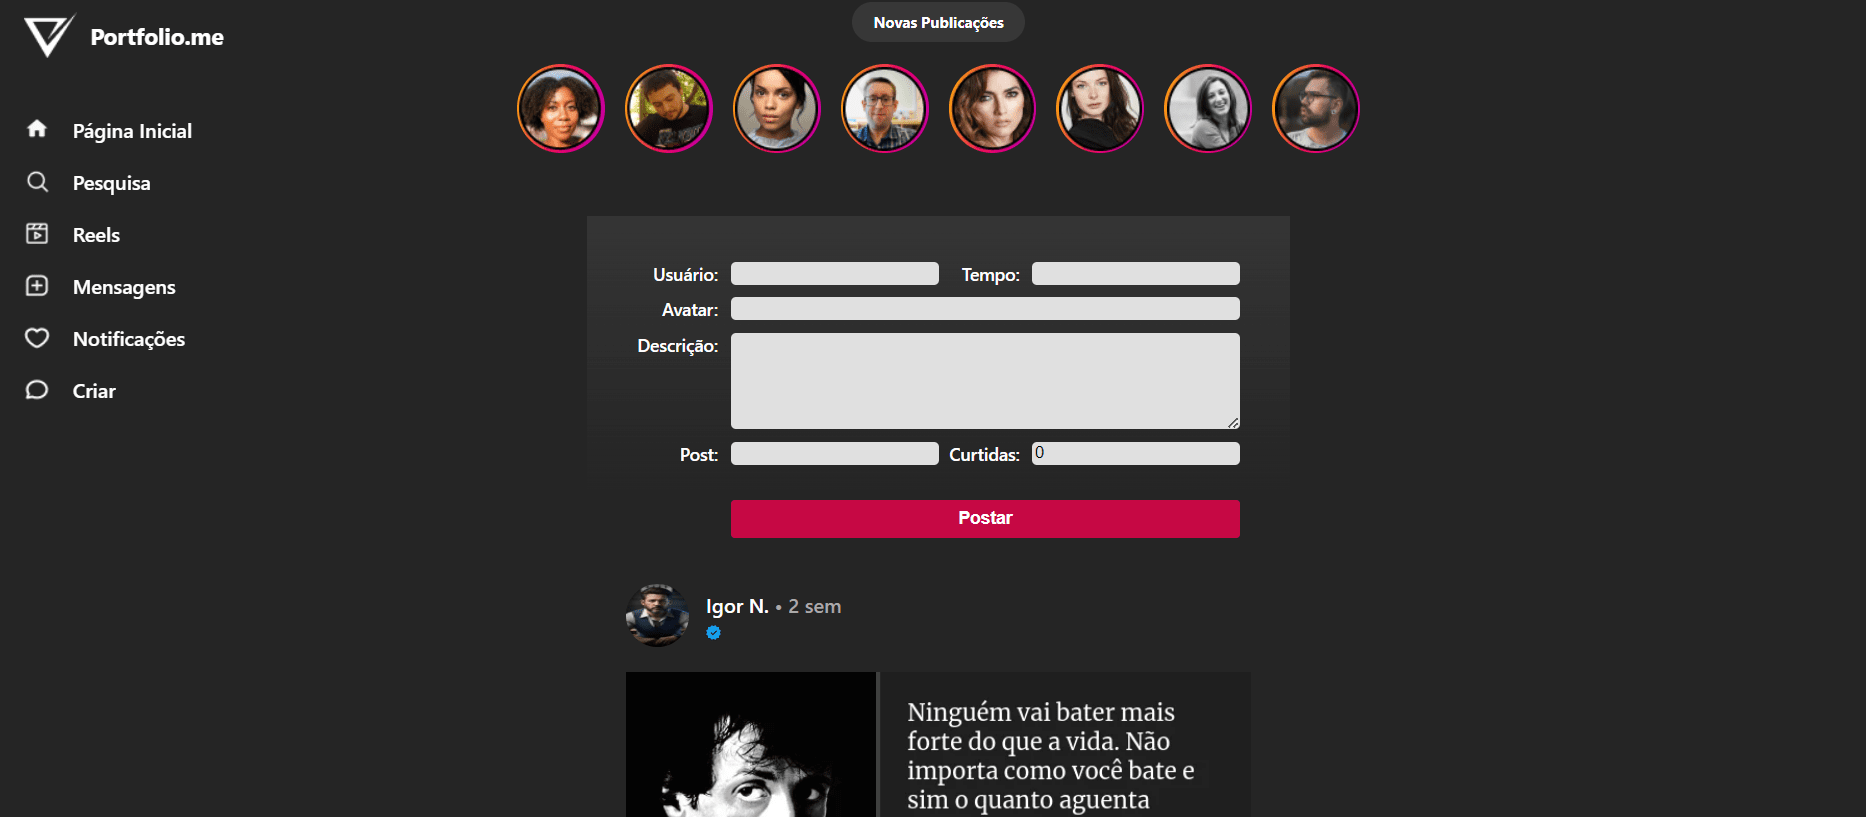 Portfolio.me
Novas Publicações
Página Inicial
Pesquisa
Reels
Mensagens
Notificações
Criar
Usuário:
Tempo:
Avatar:
Descrição:
Post:
Curtidas:
0
Postar
Igor N. • 2 sem
Ninguém vai bater mais
forte do que a vida. Não
importa como você bate e
sim o quanto aguenta